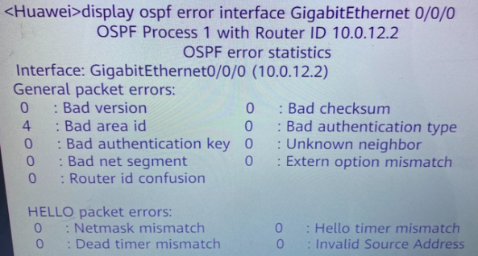 <Huawei>display ospf error interface GigabitEthernet 0/0/0
OSPF Process 1 with Router ID 10.0.12.2
OSPF error statistics
Interface: GigabitEthernet0/0/0 (10.0.12.2)
General packet errors:
0 : Bad version 0 : Bad checksum
4 : Bad area id 0 : Bad authentication type
0 : Bad authentication key 0 : Unknown neighbor
0 : Bad net segment 0 : Extern option mismatch
0 : Router id confusion
HELLO packet errors:
0 : Netmask mismatch 0 : Hello timer mismatch
0 : Dead timer mismatch 0 : Invalid Source Address